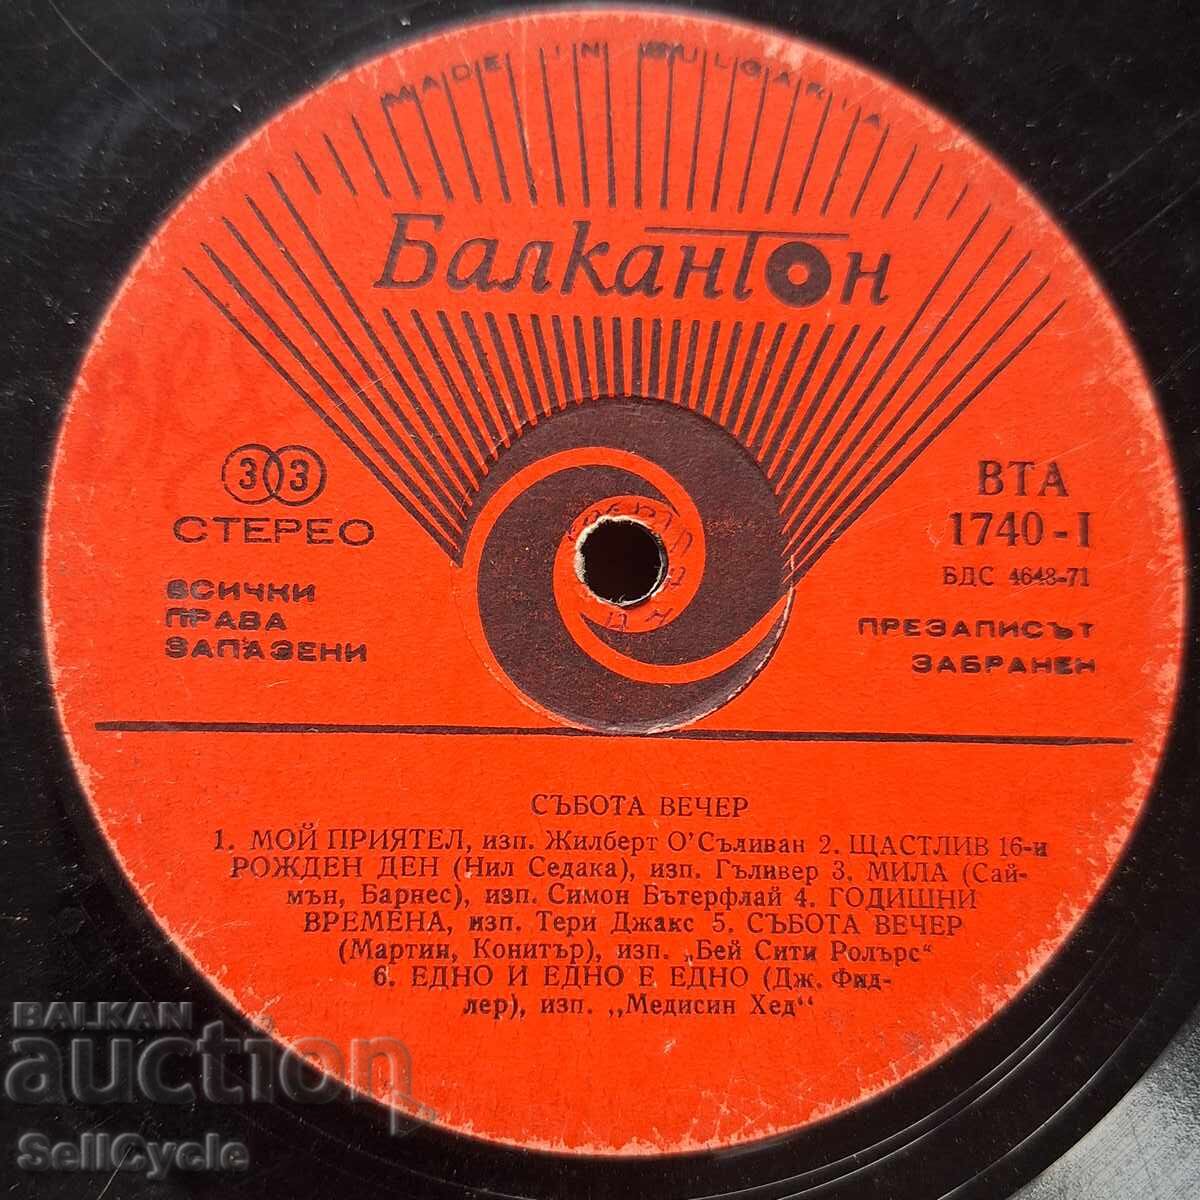 MADE IN BULGARIA
Балкантон
33
СТЕРЕО
ВСИЧКИ
ПРАВА
ЗАПАЗЕНИ
ВТА
1740-I
БДС 4643-71
ПРЕЗАПИСЪТ
ЗАБРАНЕН
СЪБОТА ВЕЧЕР
1. МОЙ ПРИЯТЕЛ, изп. Жилберт О'Съливан 2. ЩАСТЛИВ 16-и
РОЖДЕН ДЕН (Нил Седака), изп. Гъливер 3. МИЛА (Сай-
мън, Барнес), изп. Симон Бътерфлай 4. ГОДИШНИ
ВРЕМЕНА, изп. Тери Джакс 5. СЪБОТА ВЕЧЕР
(Мартин, Конитър), изп. „Бей Сити Ролърс“
6. ЕДНО И ЕДНО Е ЕДНО (Дж. Фид-
лер), изп. „Медисин Хед“
BALKAN
auction
SellCycle